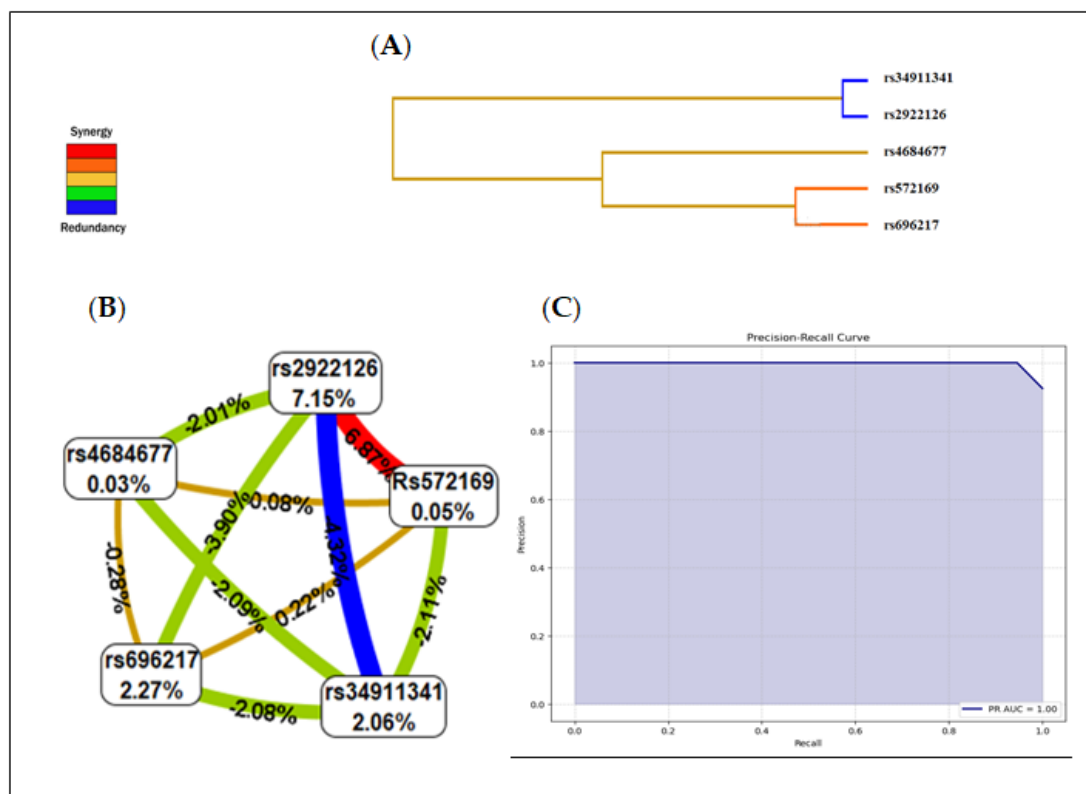 (A)
rs34911341
rs2922126
rs4684677
rs572169
rs696217
Synergy
Redundancy
(B)
rs2922126
7.15%
rs4684677
0.03%
Rs572169
0.05%
rs696217
2.27%
rs34911341
2.06%
-2.01%
6.87%
0.08%
-3.90%
-4.32%
-0.28%
-2.09%
0.22%
-2.11%
-2.08%
(C)
Precision-Recall Curve
1.0
0.8
0.6
0.4
0.2
0.0
Precision
0.0 0.2 0.4 0.6 0.8 1.0
Recall
PR AUC = 1.00